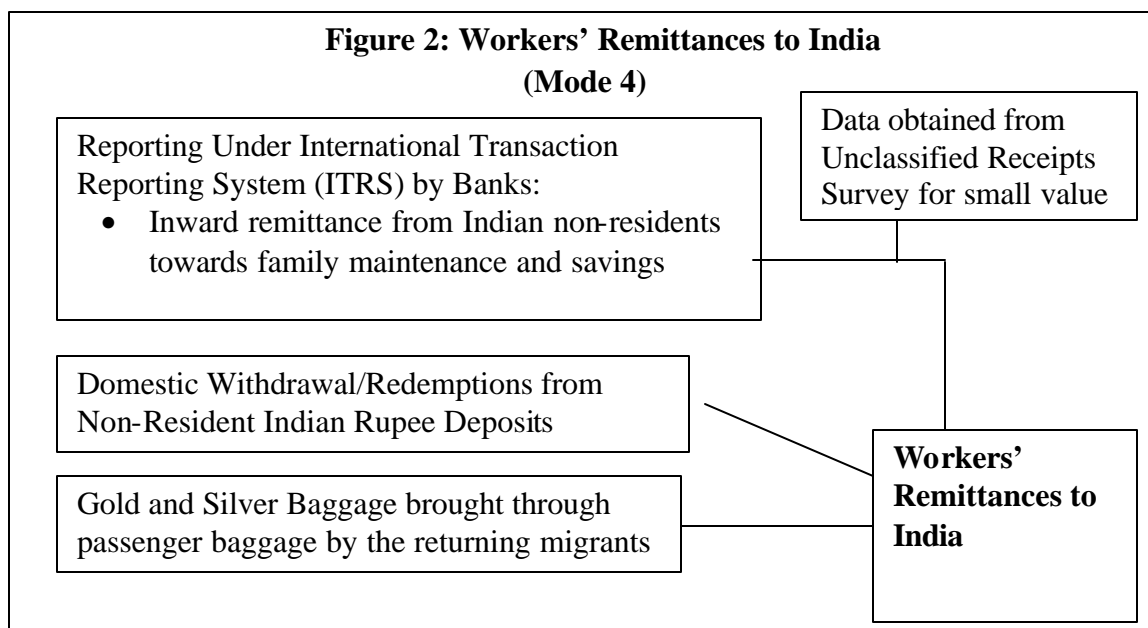 Figure 2: Workers’ Remittances to India
(Mode 4)
Reporting Under International Transaction
Reporting System (ITRS) by Banks:
• Inward remittance from Indian non-residents
towards family maintenance and savings
Data obtained from
Unclassified Receipts
Survey for small value
Domestic Withdrawal/Redemptions from
Non-Resident Indian Rupee Deposits
Gold and Silver Baggage brought through
passenger baggage by the returning migrants
Workers’
Remittances to
India